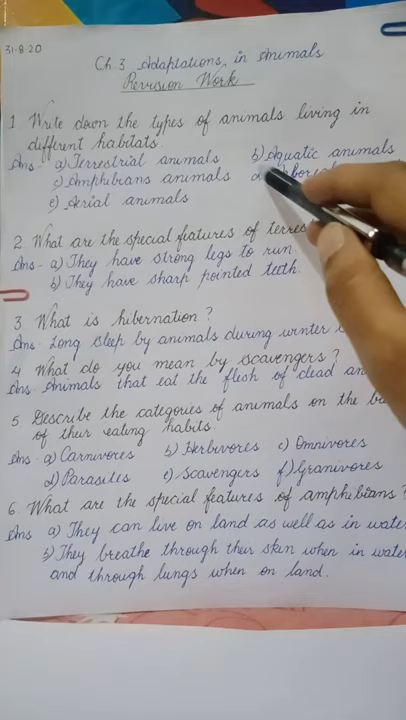 31-8-20
Ch.3 Adaptations in Animals
Revision Work
1. Write down the types of animals living in
different habitats.
Ans- a) Terrestrial animals b) Aquatic animals
c) Amphibians animals
e) Aerial animals
2. What are the special features of
Ans- a) They have strong legs to run.
b) They have sharp pointed teeth.
3. What is hibernation?
Ans- Long sleep by animals during winter
4. What do you mean by scavengers?
Ans- Animals that eat the flesh of dead
5. Describe the categories of animals on the
of their eating habits.
Ans- a) Carnivores b) Herbivores c) Omnivores
d) Parasites e) Scavengers f) Granivores
6. What are the special features of amphibians?
Ans a) They can live on land as well as in water
b) They breathe through their skin when in water
and through lungs when on land.